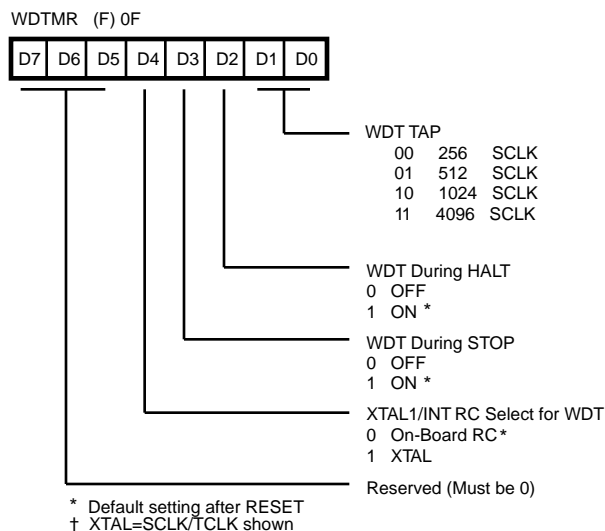 WDTMR (F) 0F
D7 D6 D5 D4 D3 D2 D1 D0
WDT TAP
00 256 SCLK
01 512 SCLK
10 1024 SCLK
11 4096 SCLK
WDT During HALT
0 OFF
1 ON *
WDT During STOP
0 OFF
1 ON *
XTAL1/INT RC Select for WDT
0 On-Board RC *
1 XTAL
Reserved (Must be 0)
* Default setting after RESET
† XTAL=SCLK/TCLK shown